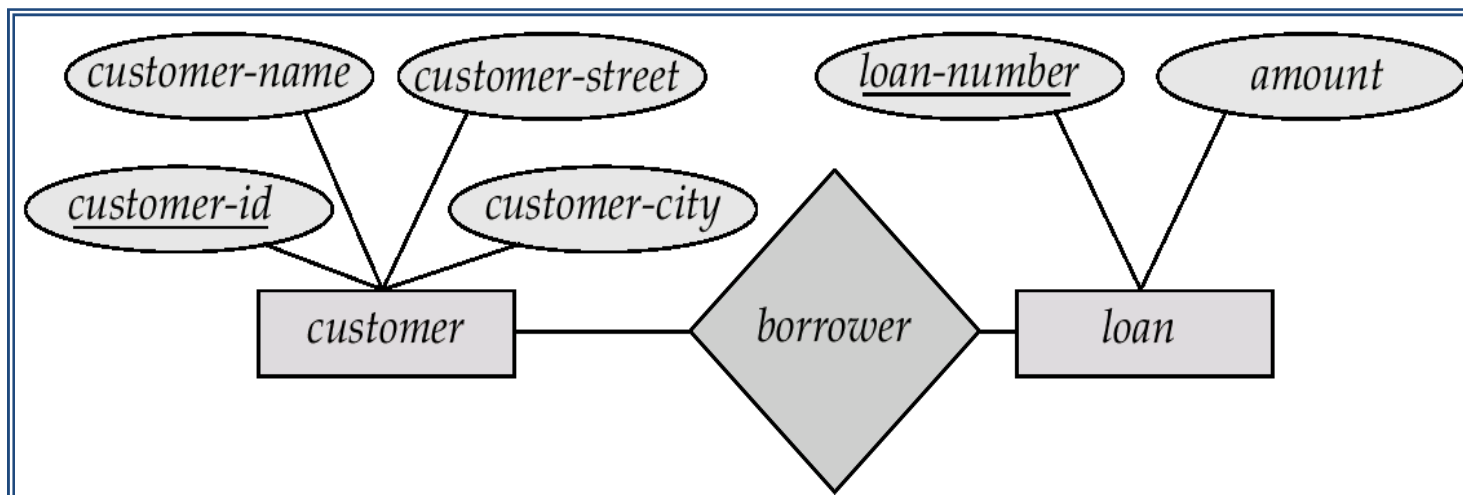 customer-name
customer-street
loan-number
amount
customer-id
customer-city
customer
borrower
loan